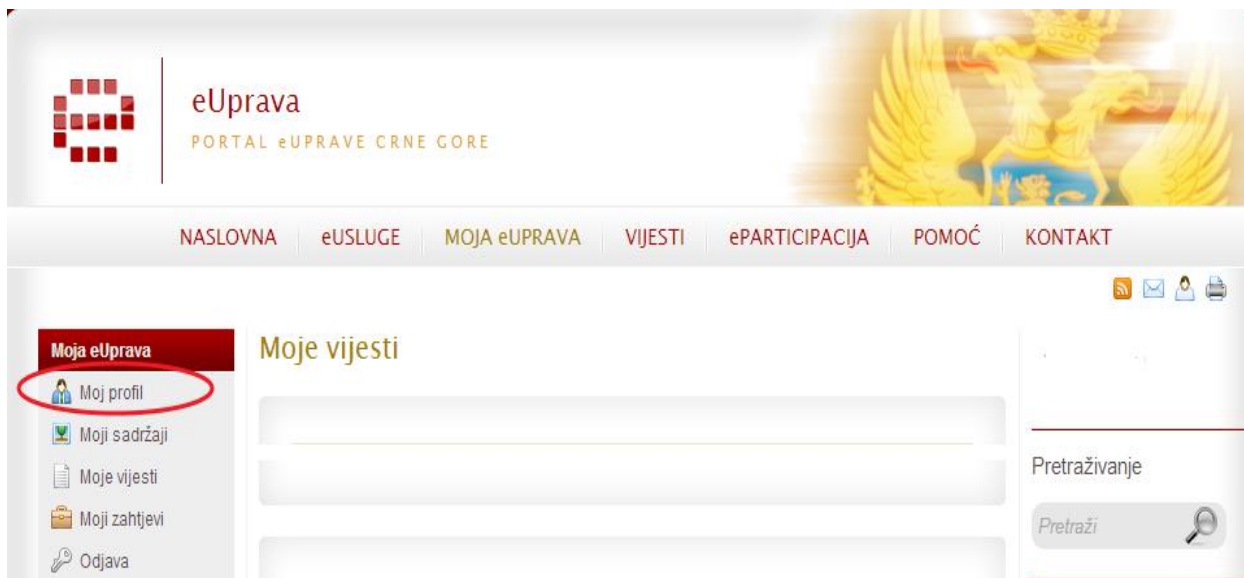 eUprava
PORTAL eUPRAVE CRNE GORE
NASLOVNA eUSLUGE MOJA eUPRAVA VIJESTI ePARTICIPACIJA POMOĆ KONTAKT
Moja eUprava
Moj profil
Moji sadržaji
Moje vijesti
Moji zahtjevi
Odjava
Moje vijesti
Pretraživanje
Pretraži